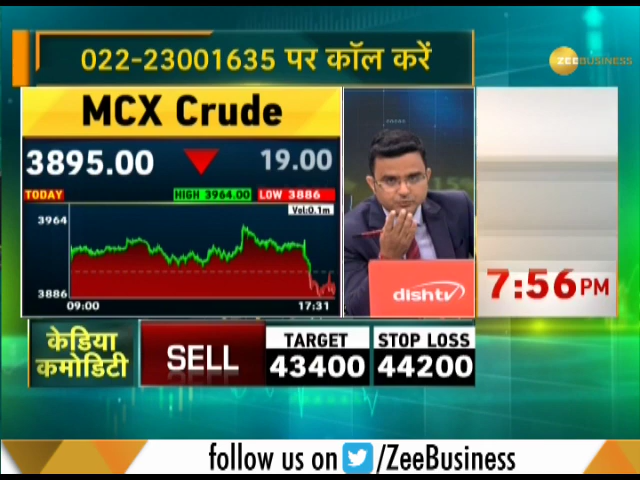 022-23001635 पर कॉल करें
ZEEBUSINESS
MCX Crude
3895.00 19.00
TODAY HIGH 3964.00 LOW 3886
Vol:0.1m
3964
3886
09:00 17:31
dishtv
7:56 PM
केडिया
कमोडिटी
SELL
TARGET
43400
STOP LOSS
44200
follow us on /ZeeBusiness